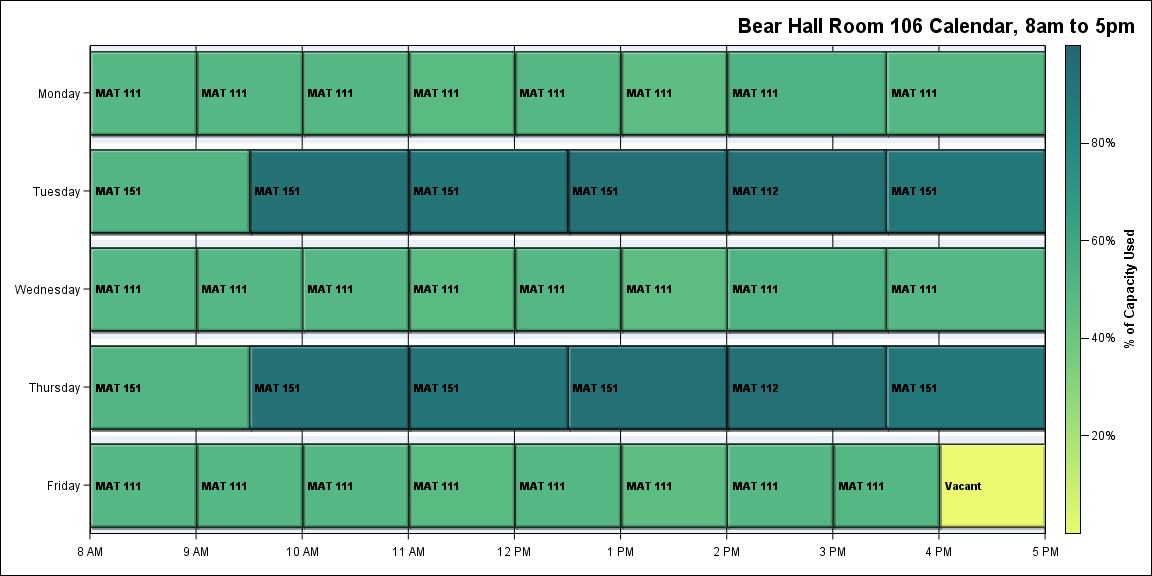 Bear Hall Room 106 Calendar, 8am to 5pm
Monday
MAT 111
MAT 111
MAT 111
MAT 111
MAT 111
MAT 111
MAT 111
MAT 111
Tuesday
MAT 151
MAT 151
MAT 151
MAT 151
MAT 112
MAT 151
Wednesday
MAT 111
MAT 111
MAT 111
MAT 111
MAT 111
MAT 111
MAT 111
MAT 111
Thursday
MAT 151
MAT 151
MAT 151
MAT 151
MAT 112
MAT 151
Friday
MAT 111
MAT 111
MAT 111
MAT 111
MAT 111
MAT 111
MAT 111
MAT 111
Vacant
8 AM
9 AM
10 AM
11 AM
12 PM
1 PM
2 PM
3 PM
4 PM
5 PM
80%
60%
40%
20%
% of Capacity Used